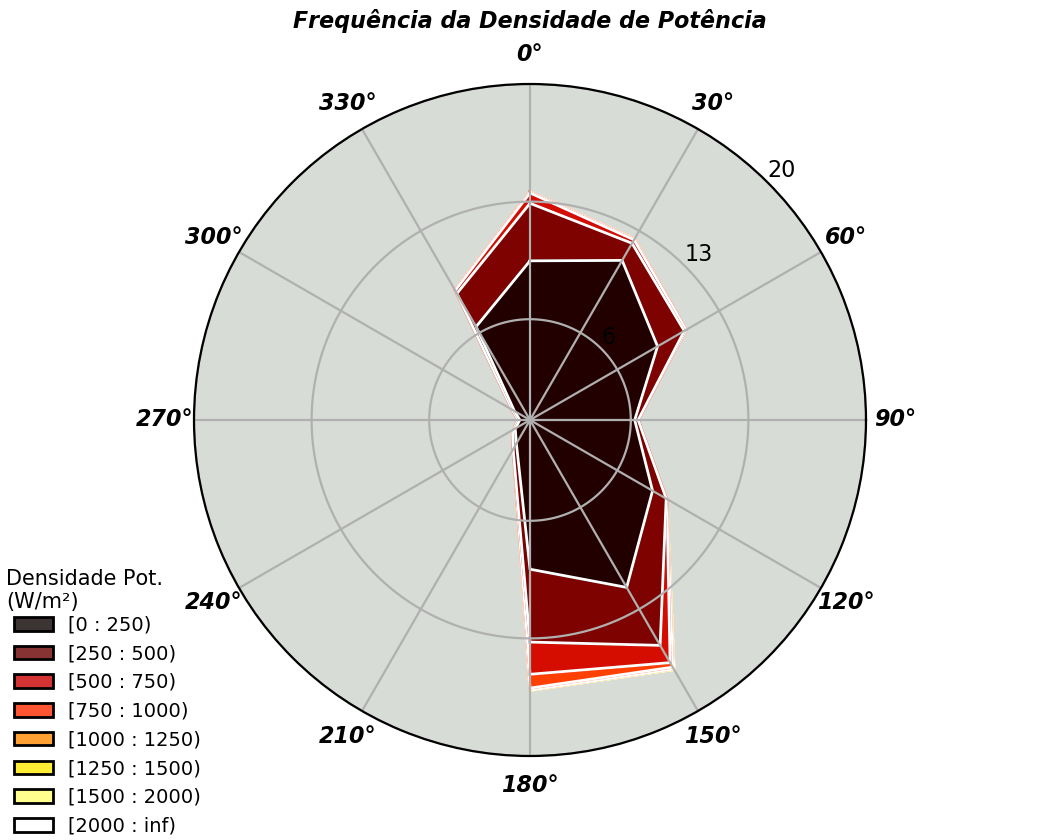 Frequência da Densidade de Potência
0°
330°
30°
20
300°
60°
13
6
270°
90°
Densidade Pot.
(W/m²)
240°
120°
[0 : 250)
[250 : 500)
[500 : 750)
[750 : 1000)
210°
150°
[1000 : 1250)
[1250 : 1500)
180°
[1500 : 2000)
[2000 : inf)